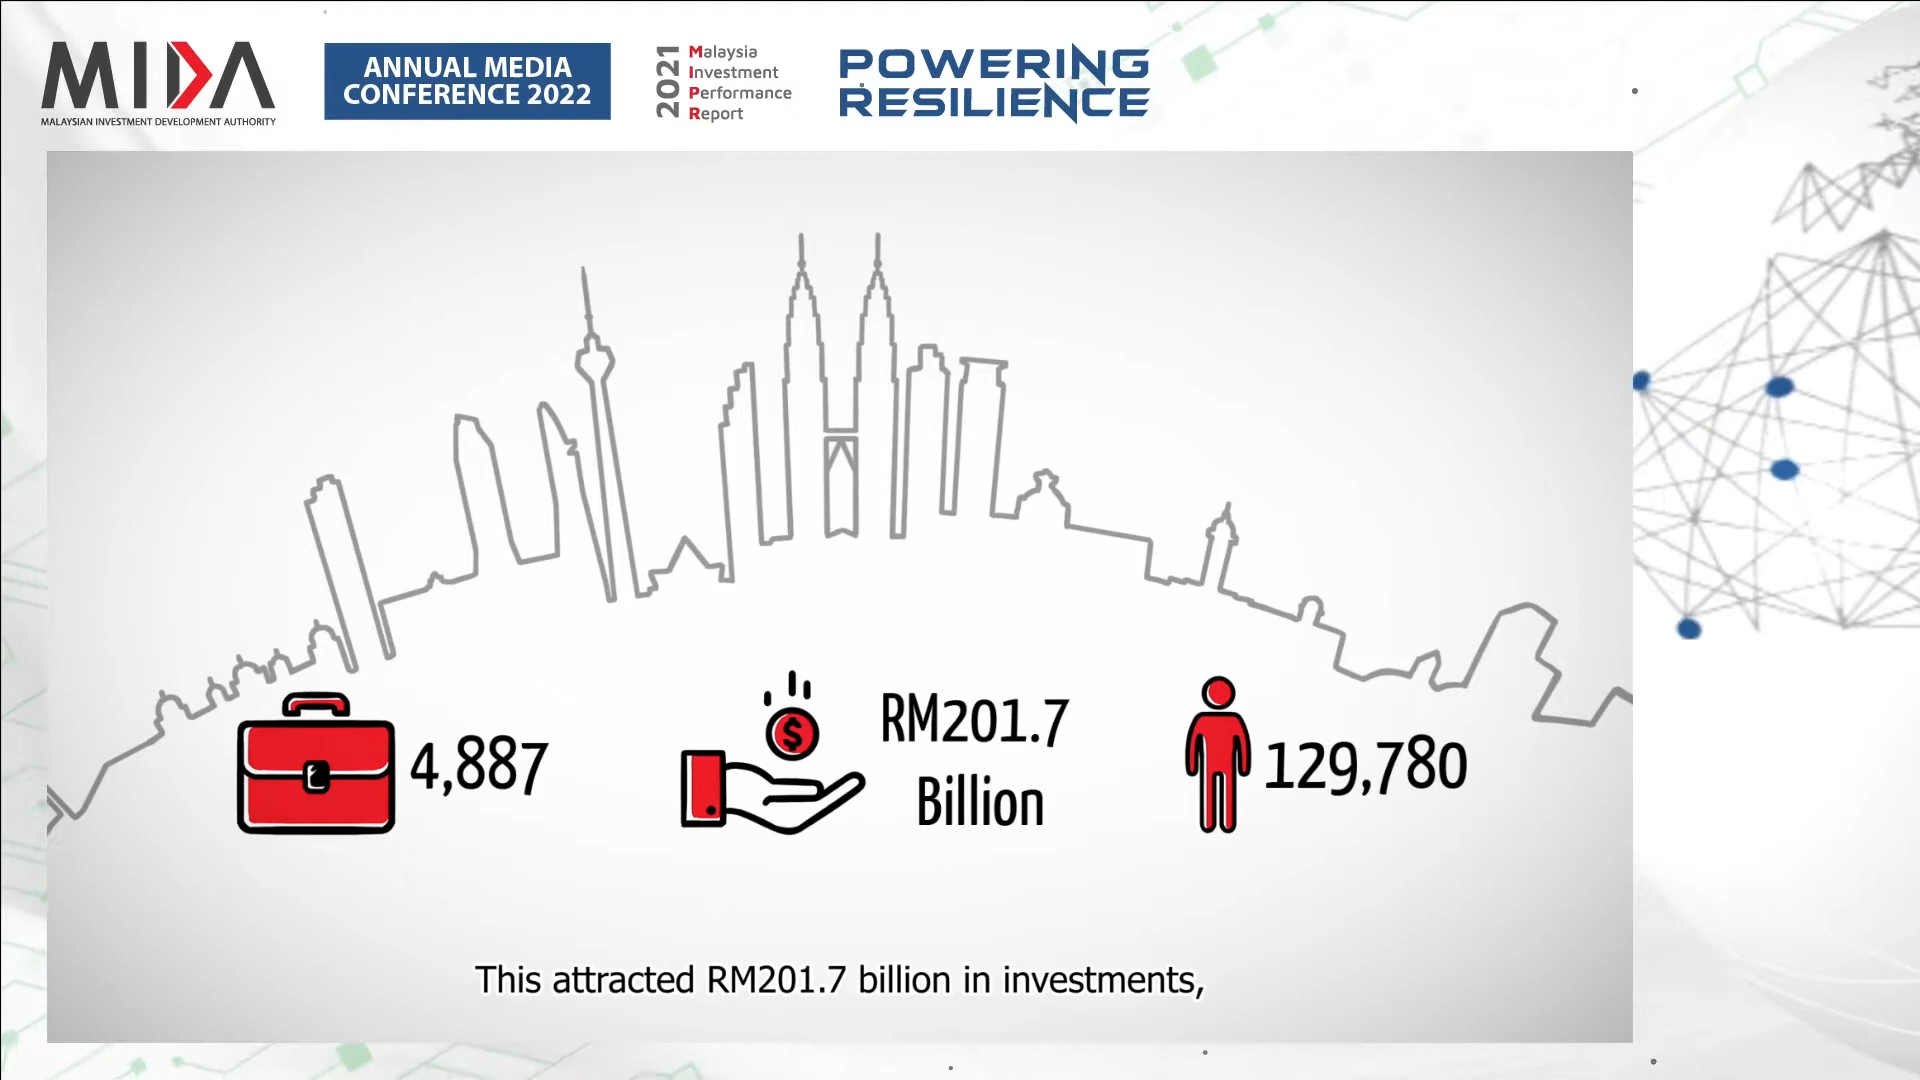 MIDA
MALAYSIAN INVESTMENT DEVELOPMENT AUTHORITY
ANNUAL MEDIA
CONFERENCE 2022
2021
Malaysia
Investment
Performance
Report
POWERING
RESILIENCE
4,887
RM201.7
Billion
129,780
This attracted RM201.7 billion in investments,